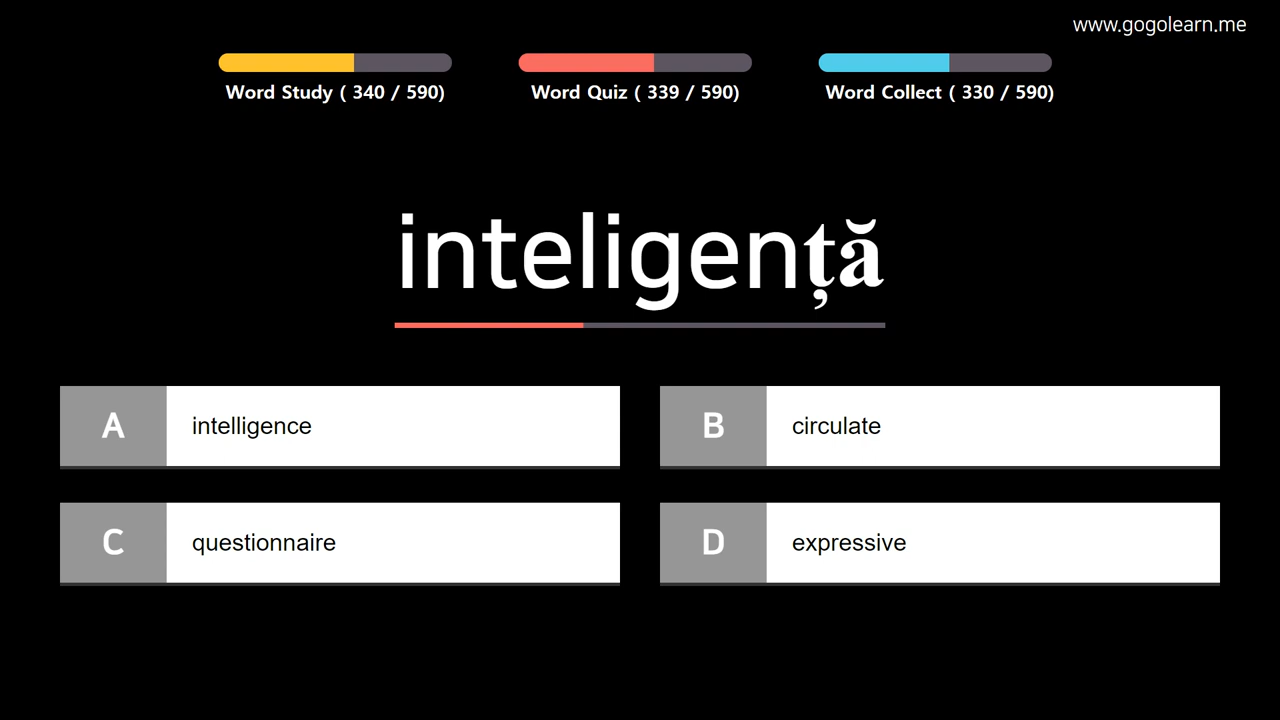 www.gogolearn.me
Word Study ( 340 / 590)
Word Quiz ( 339 / 590)
Word Collect ( 330 / 590)
inteligență
A intelligence
B circulate
C questionnaire
D expressive